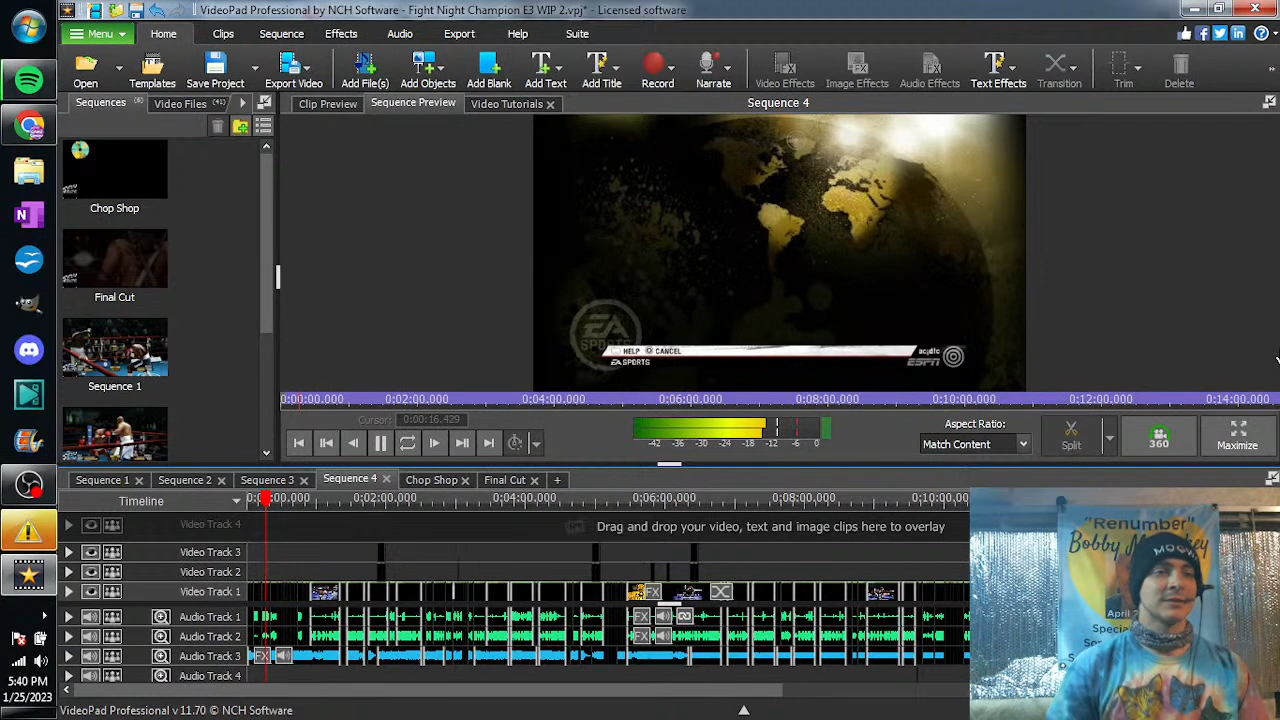 VideoPad Professional by NCH Software - Fight Night Champion E3 WIP 2.vpj* - Licensed software
Menu Home Clips Sequence Effects Audio Export Help Suite
Open Templates Save Project Export Video Add File(s) Add Objects Add Blank Add Text Add Title Record Narrate Video Effects Image Effects Audio Effects Text Effects Transition Trim Delete
Sequences (6) Video Files (41) Clip Preview Sequence Preview Video Tutorials Sequence 4
Chop Shop
Final Cut
Sequence 1
EA
SPORTS
HELP CANCEL
EA SPORTS
ESPN
0:00:00.000 0:02:00.000 0:04:00.000 0:06:00.000 0:08:00.000 0:10:00.000 0:12:00.000 0:14:00.000
Cursor: 0:00:16.429
-42 -36 -30 -24 -18 -12 -6 0
Aspect Ratio:
Match Content
Split
360
Maximize
Sequence 1 Sequence 2 Sequence 3 Sequence 4 Chop Shop Final Cut +
Timeline 0:02:00.000 0:04:00.000 0:06:00.000 0:08:00.000 0:10:00.000
Video Track 4 Drag and drop your video, text and image clips here to overlay
Video Track 3
Video Track 2
Video Track 1 FX
Audio Track 1 FX
Audio Track 2 FX
Audio Track 3 FX
Audio Track 4
"Renumber"
Bobby
MOO
April
Special
5:40 PM
1/25/2023
VideoPad Professional v 11.70 © NCH Software